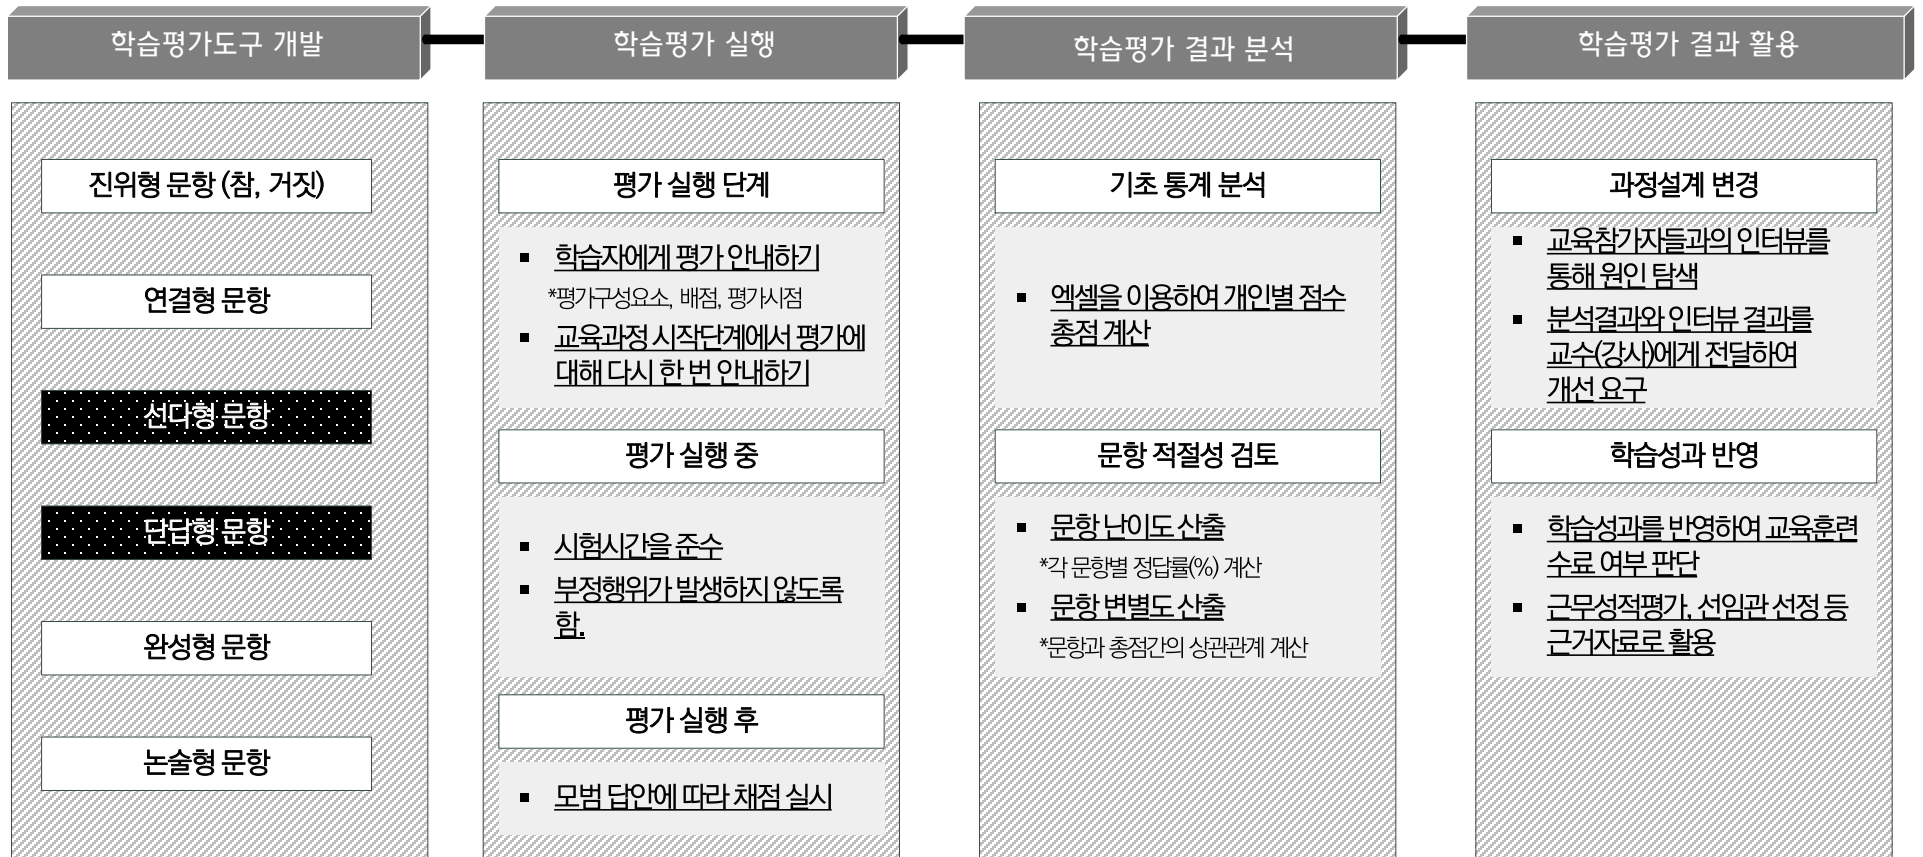 학습평가도구 개발
학습평가 실행
학습평가 결과 분석
학습평가 결과 활용
진위형 문항 (참, 거짓)
연결형 문항
선다형 문항
단답형 문항
완성형 문항
논술형 문항
평가 실행 단계
▪ 학습자에게 평가 안내하기
*평가구성요소, 배점, 평가시점
▪ 교육과정 시작단계에서 평가에
대해 다시 한 번 안내하기
평가 실행 중
▪ 시험시간을 준수
▪ 부정행위가 발생하지 않도록
함.
평가 실행 후
▪ 모범 답안에 따라 채점 실시
기초 통계 분석
▪ 엑셀을 이용하여 개인별 점수
총점 계산
문항 적절성 검토
▪ 문항 난이도 산출
*각 문항별 정답률(%) 계산
▪ 문항 변별도 산출
*문항과 총점간의 상관관계 계산
과정설계 변경
▪ 교육참가자들과의 인터뷰를
통해 원인 탐색
▪ 분석결과와 인터뷰 결과를
교수(강사)에게 전달하여
개선 요구
학습성과 반영
▪ 학습성과를 반영하여 교육훈련
수료 여부 판단
▪ 근무성적평가, 선임관 선정 등
근거자료로 활용